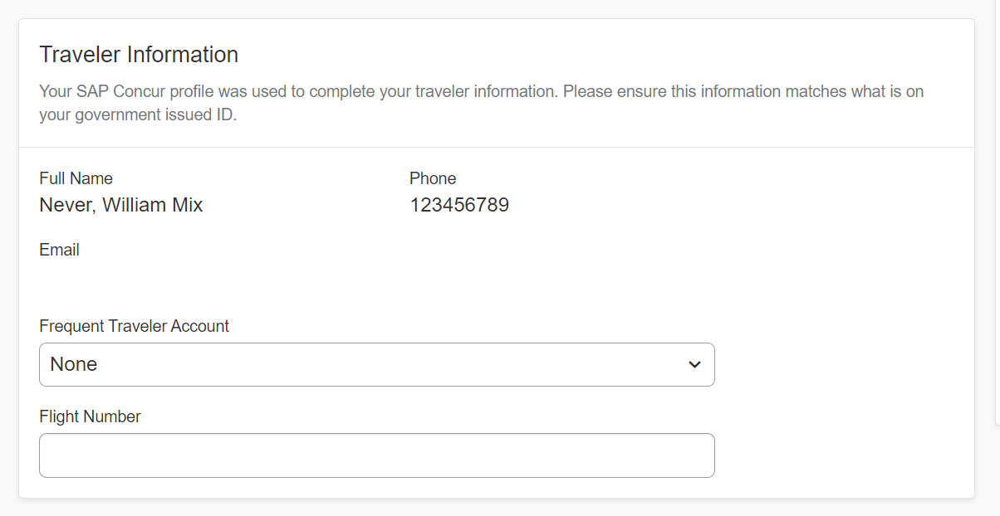 Traveler Information
Your SAP Concur profile was used to complete your traveler information. Please ensure this information matches what is on
your government issued ID.
Full Name
Never, William Mix
Phone
123456789
Email
Frequent Traveler Account
None
Flight Number